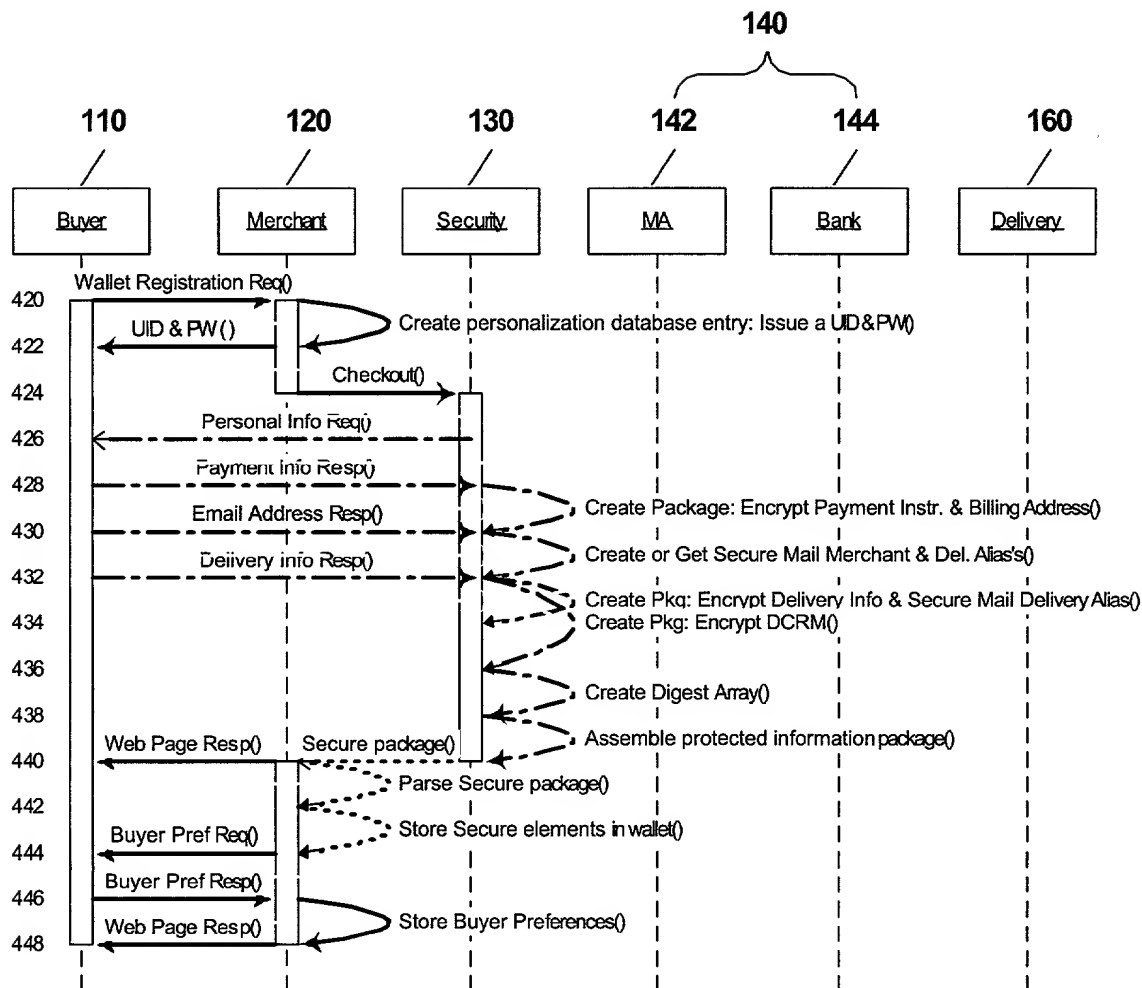 140
110 120 130 142 144 160
Buyer Merchant Security MA Bank Delivery
Wallet Registration Req()
420
Create personalization database entry: Issue a UID&PW()
UID & PW ( )
422
Checkout()
424
Personal Info Req()
426
Payment Info Resp()
428
Create Package: Encrypt Payment Instr. & Billing Address()
Email Address Resp()
430
Create or Get Secure Mail Merchant & Del. Alias's()
Delivery info Resp()
432
Create Pkg: Encrypt Delivery Info & Secure Mail Delivery Alias()
434
Create Pkg: Encrypt DCRM()
436
Create Digest Array()
438
Assemble protected information package()
Web Page Resp() Secure package()
440
Parse Secure package()
442
Store Secure elements in wallet()
Buyer Pref Req()
444
Buyer Pref Resp()
446
Store Buyer Preferences()
Web Page Resp()
448